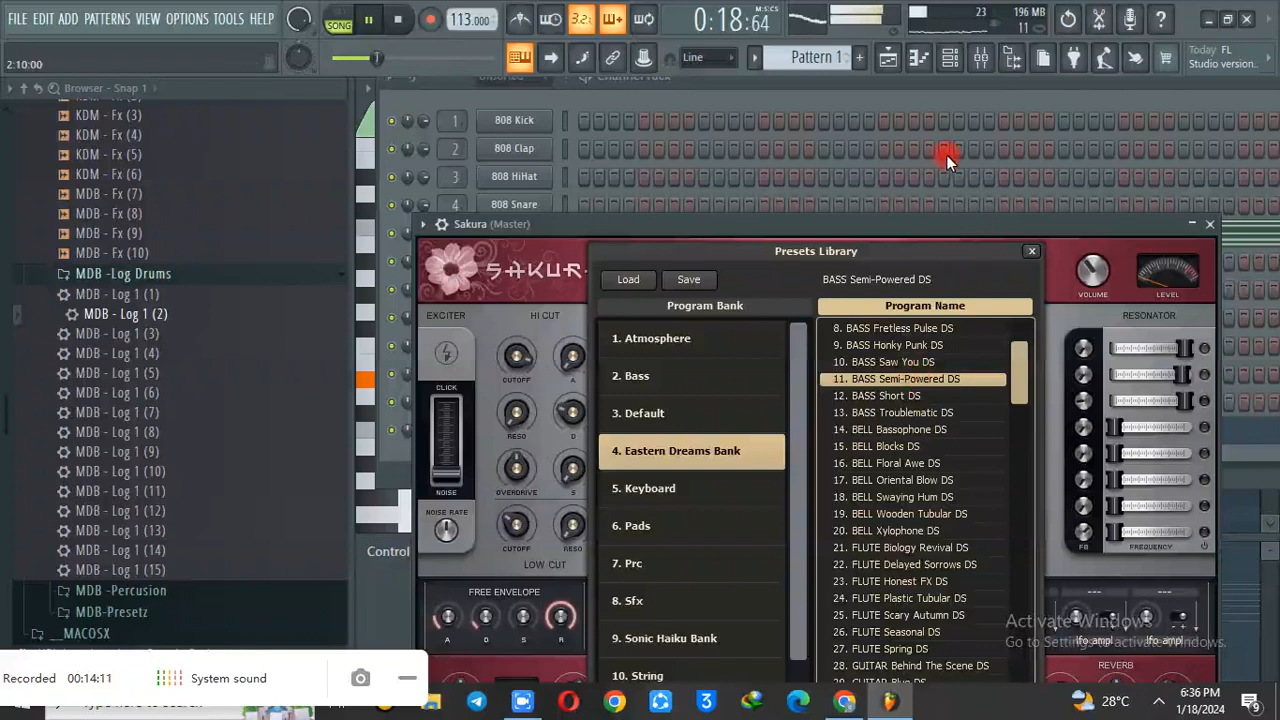 FILE EDIT ADD PATTERNS VIEW OPTIONS TOOLS HELP
SONG
113.000
3.2
0:18:64
M:S:CS
23
196 MB
11
2:10:00
Line
Pattern 1
Today: FL
Studio version..
Browser - Snap 1
KDM - Fx (3)
KDM - Fx (4)
KDM - Fx (5)
KDM - Fx (6)
MDB - Fx (7)
MDB - Fx (8)
MDB - Fx (9)
MDB - Fx (10)
MDB -Log Drums
MDB - Log 1 (1)
MDB - Log 1 (2)
MDB - Log 1 (3)
MDB - Log 1 (4)
MDB - Log 1 (5)
MDB - Log 1 (6)
MDB - Log 1 (7)
MDB - Log 1 (8)
MDB - Log 1 (9)
MDB - Log 1 (10)
MDB - Log 1 (11)
MDB - Log 1 (12)
MDB - Log 1 (13)
MDB - Log 1 (14)
MDB - Log 1 (15)
MDB -Percusion
MDB-Presetz
__MACOSX
1 808 Kick
2 808 Clap
3 808 HiHat
4 808 Snare
Control
Sakura (Master)
SAKUR
EXCITER
CLICK
NOISE
NOISE RATE
HI CUT
CUTOFF
A
RESO
D
OVERDRIVE
S
CUTOFF
RESO
LOW CUT
FREE ENVELOPE
A D S R
Presets Library
Load
Save
BASS Semi-Powered DS
Program Bank
Program Name
1. Atmosphere
2. Bass
3. Default
4. Eastern Dreams Bank
5. Keyboard
6. Pads
7. Prc
8. Sfx
9. Sonic Haiku Bank
10. String
8. BASS Fretless Pulse DS
9. BASS Honky Punk DS
10. BASS Saw You DS
11. BASS Semi-Powered DS
12. BASS Short DS
13. BASS Troublematic DS
14. BELL Bassophone DS
15. BELL Blocks DS
16. BELL Floral Awe DS
17. BELL Oriental Blow DS
18. BELL Swaying Hum DS
19. BELL Wooden Tubular DS
20. BELL Xylophone DS
21. FLUTE Biology Revival DS
22. FLUTE Delayed Sorrows DS
23. FLUTE Honest FX DS
24. FLUTE Plastic Tubular DS
25. FLUTE Scary Autumn DS
26. FLUTE Seasonal DS
27. FLUTE Spring DS
28. GUITAR Behind The Scene DS
VOLUME
LEVEL
RESONATOR
FB
FREQUENCY
lfo ampl
lfo ampl
REVERB
Activate Windows
Go to Settings to activate Windows.
Recorded 00:14:11
System sound
28°C
3:36 PM
1/18/2024